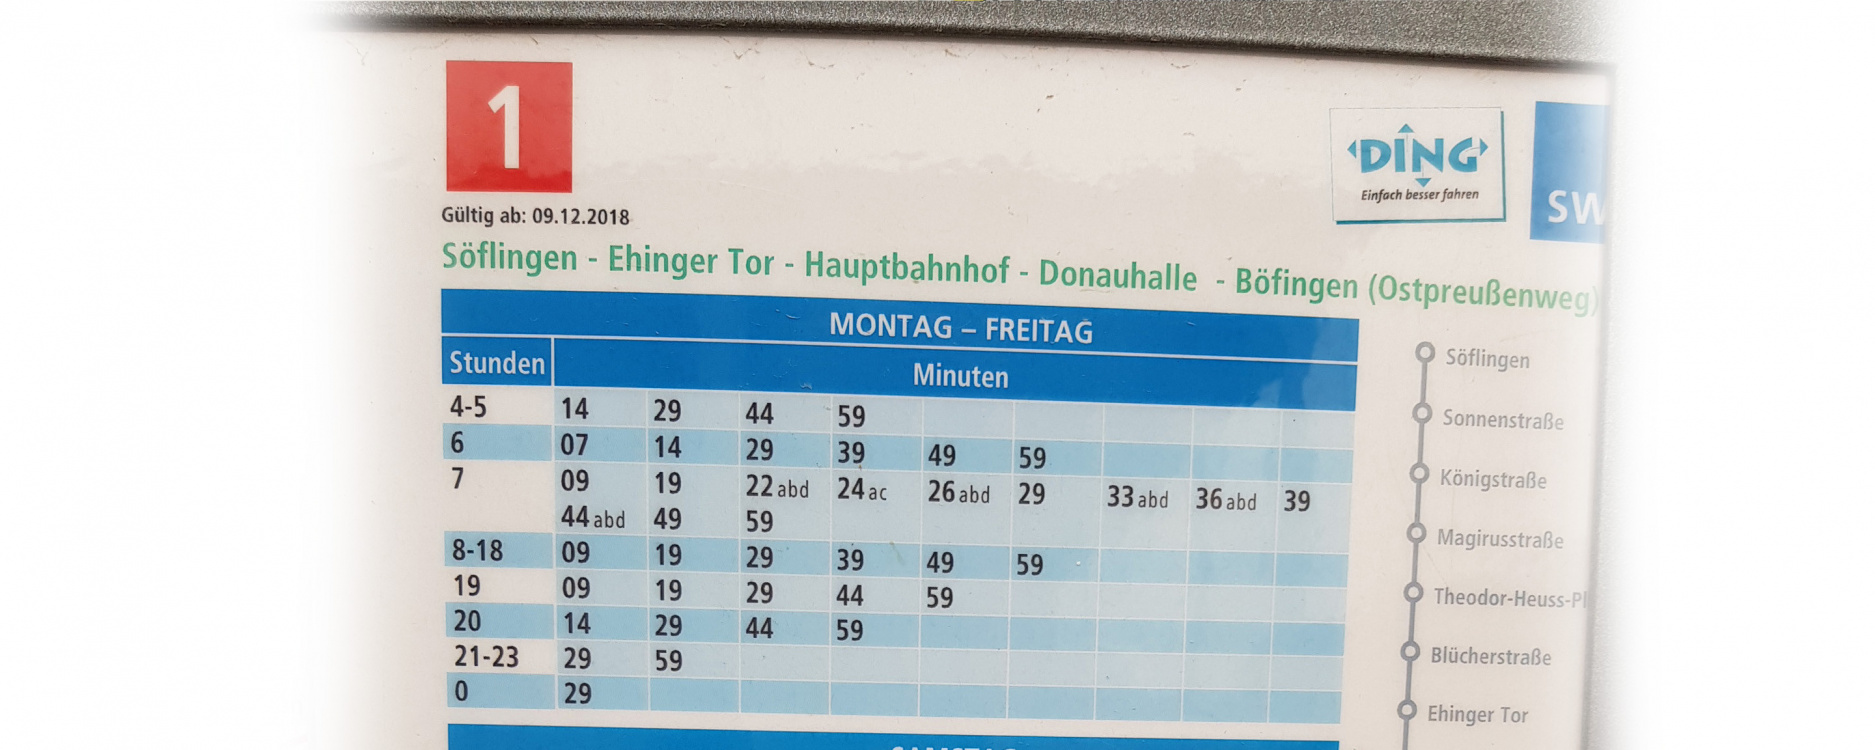 1
DING
Einfach besser fahren
SW
Gültig ab: 09.12.2018
Söflingen - Ehinger Tor - Hauptbahnhof - Donauhalle - Böfingen (Ostpreußenweg)
MONTAG – FREITAG
Stunden Minuten
4-5 14 29 44 59
6 07 14 29 39 49 59
7 09 19 22 abd 24 ac 26 abd 29 33 abd 36 abd 39
44 abd 49 59
8-18 09 19 29 39 49 59
19 09 19 29 44 59
20 14 29 44 59
21-23 29 59
0 29
Söflingen
Sonnenstraße
Königstraße
Magirusstraße
Theodor-Heuss-Pl
Blücherstraße
Ehinger Tor